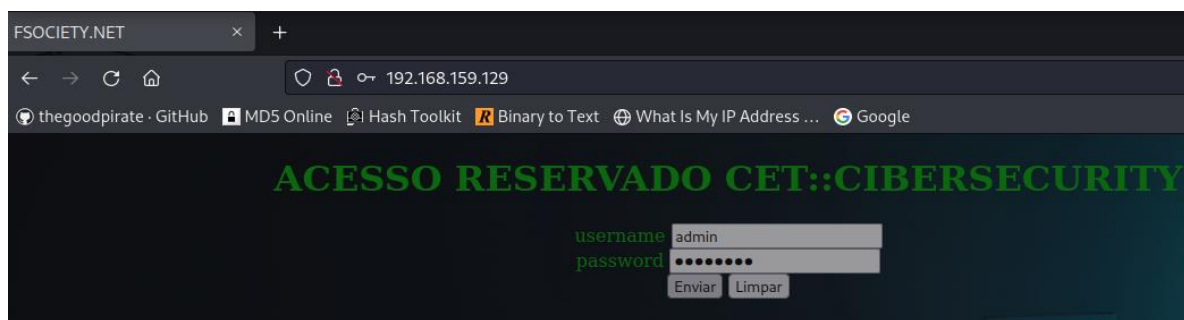 FSOCIETY.NET × +
192.168.159.129
thegoodpirate · GitHub MD5 Online Hash Toolkit R Binary to Text What Is My IP Address ... G Google
ACESSO RESERVADO CET::CIBERSECURITY
username admin
password ••••••••
Enviar Limpar